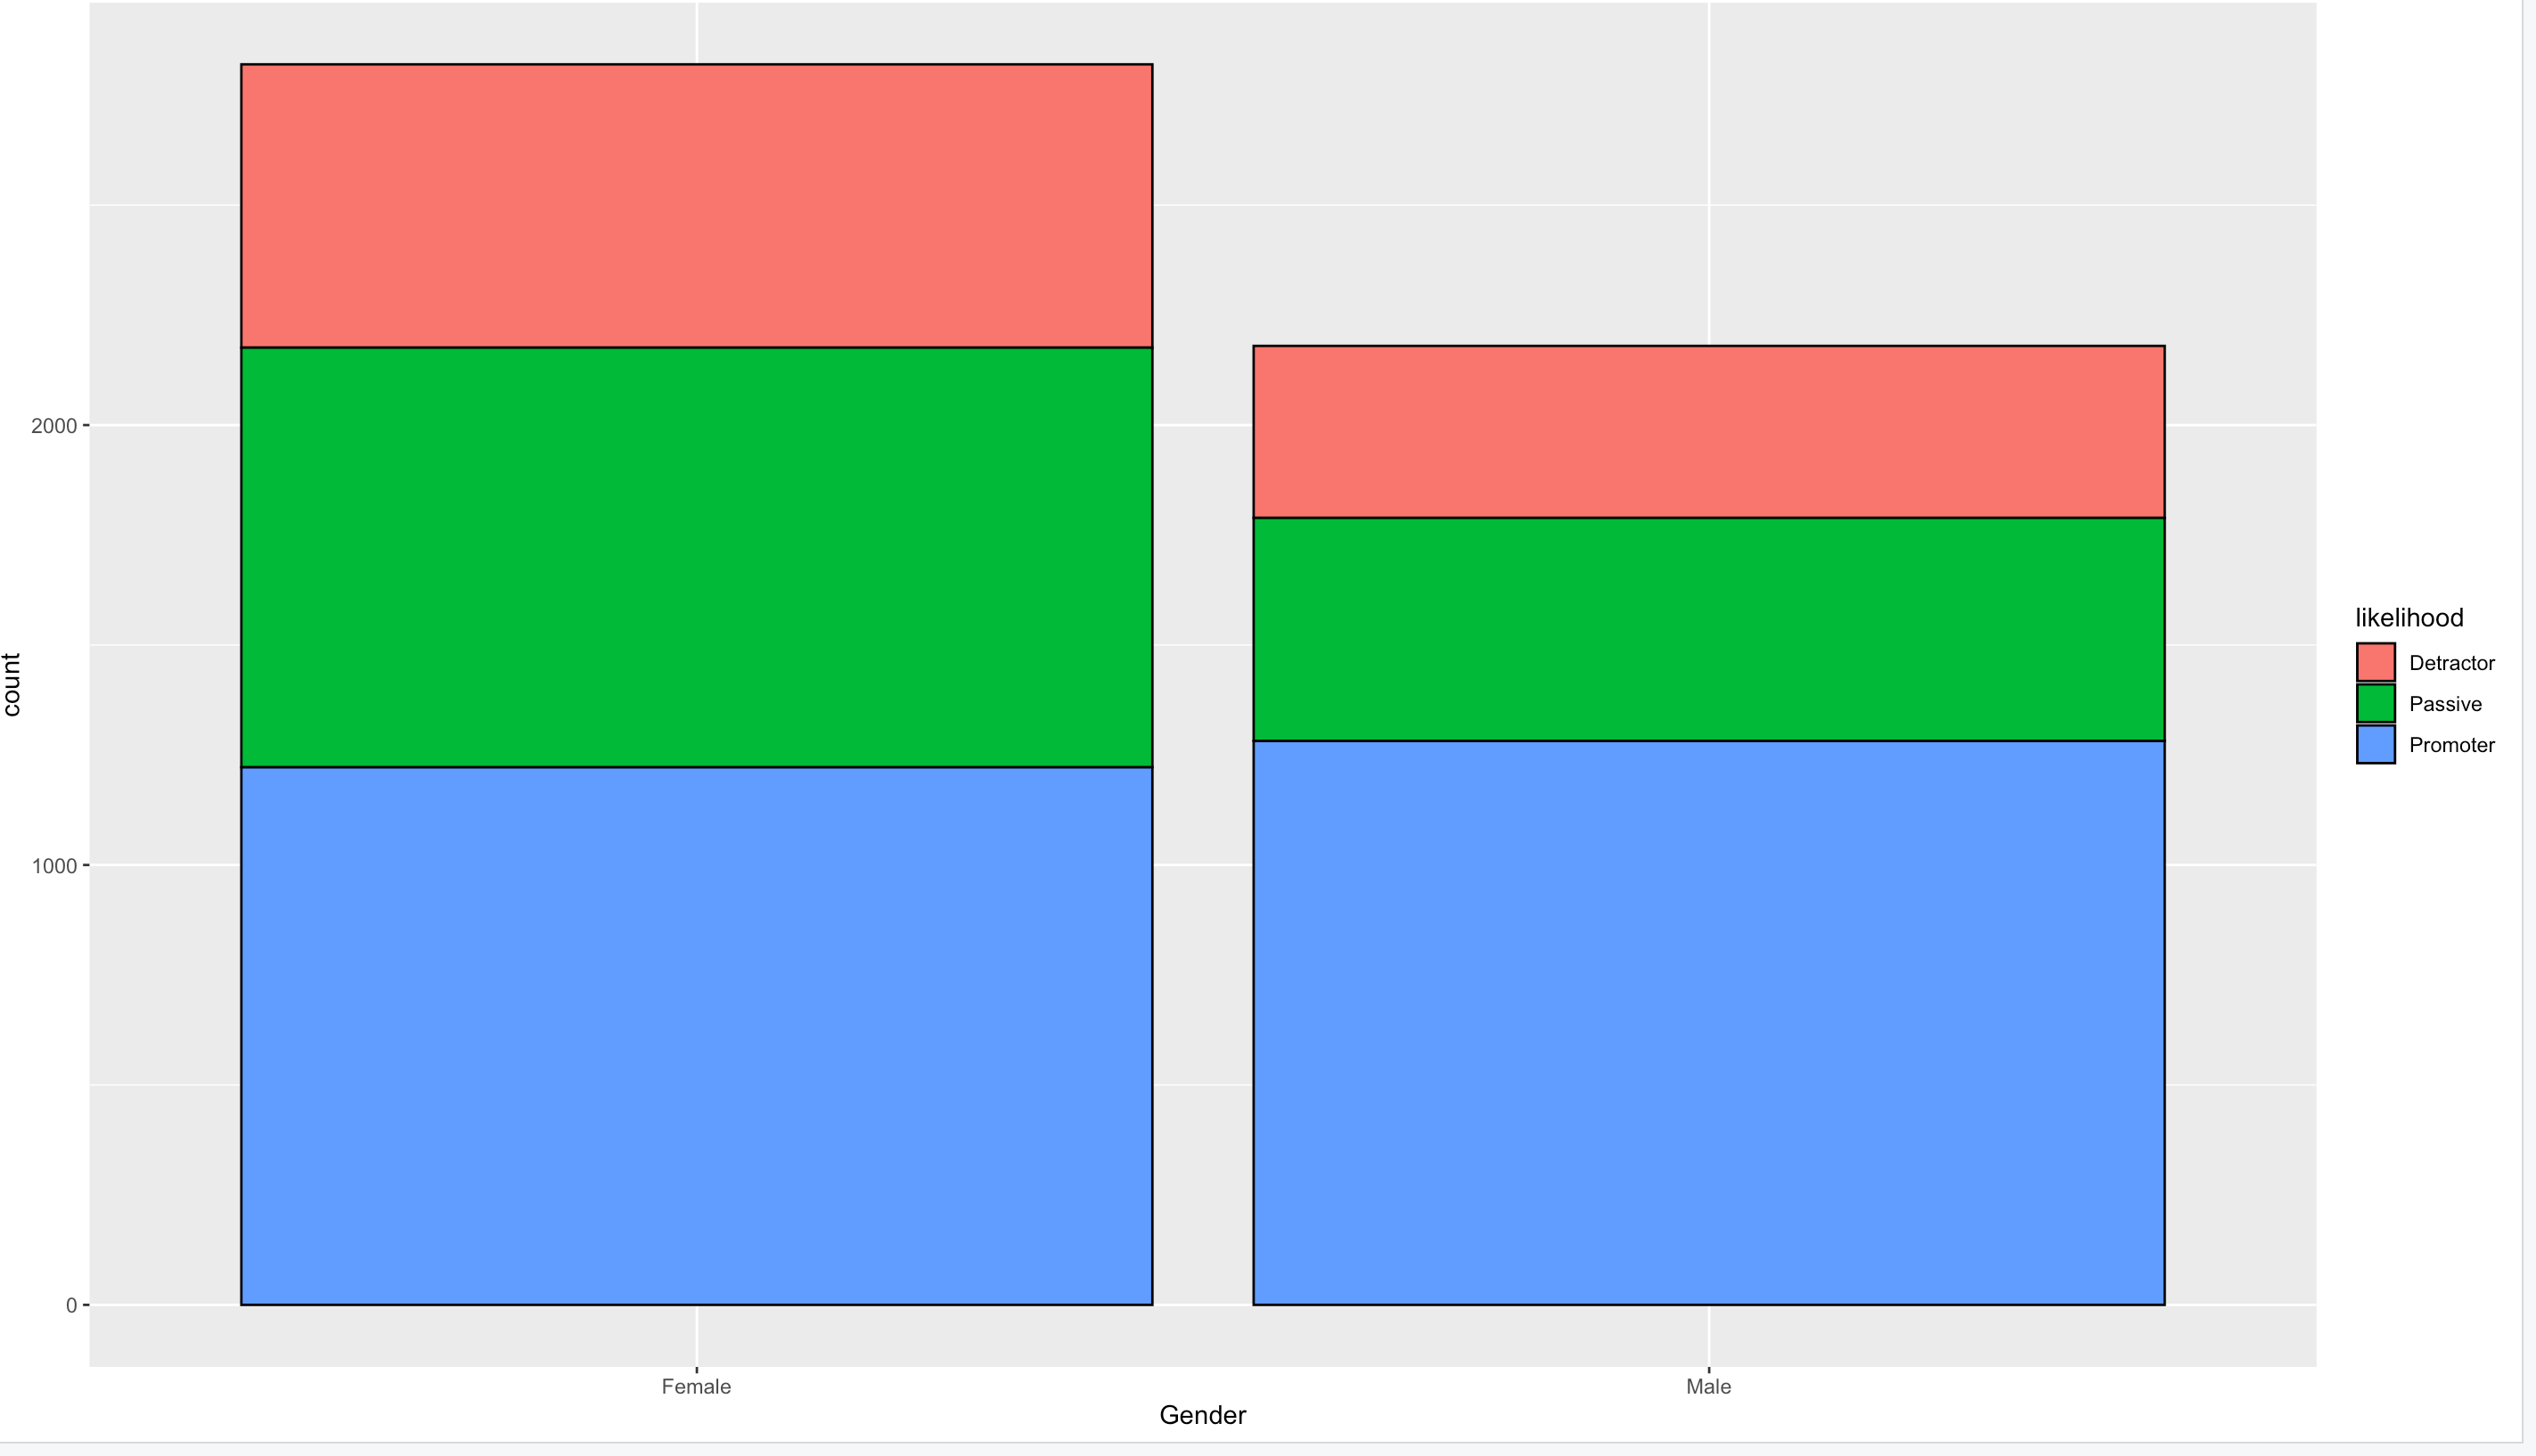 2000
1000
0
count
Female
Male
Gender
likelihood
Detractor
Passive
Promoter